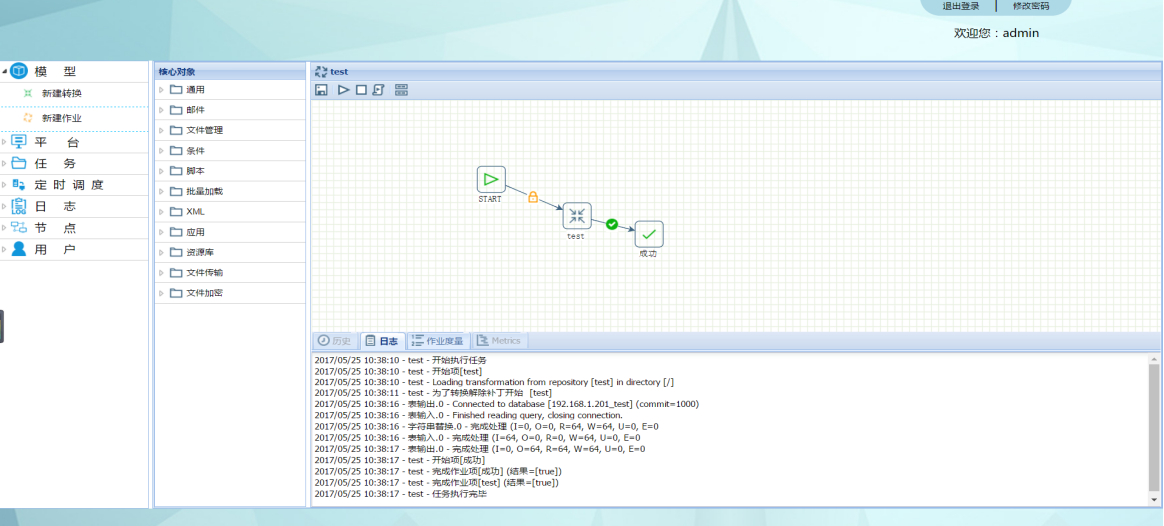 退出登录 修改密码
欢迎您：admin
模 型
新建转换
新建作业
平 台
任 务
定 时 调 度
日 志
节 点
用 户
核心对象
通用
邮件
文件管理
条件
脚本
批量加载
XML
应用
资源库
文件传输
文件加密
test
START
test
成功
历史 日志 作业度量 Metrics
2017/05/25 10:38:10 - test - 开始执行任务
2017/05/25 10:38:10 - test - 开始项[test]
2017/05/25 10:38:10 - test - Loading transformation from repository [test] in directory [/]
2017/05/25 10:38:11 - test - 为了转换解除补丁开始 [test]
2017/05/25 10:38:16 - 表输出.0 - Connected to database [192.168.1.201_test] (commit=1000)
2017/05/25 10:38:16 - 表输入.0 - Finished reading query, closing connection.
2017/05/25 10:38:16 - 字符串替换.0 - 完成处理 (I=0, O=0, R=64, W=64, U=0, E=0
2017/05/25 10:38:16 - 表输入.0 - 完成处理 (I=64, O=0, R=0, W=64, U=0, E=0
2017/05/25 10:38:17 - 表输出.0 - 完成处理 (I=0, O=64, R=64, W=64, U=0, E=0
2017/05/25 10:38:17 - test - 开始项[成功]
2017/05/25 10:38:17 - test - 完成作业项[成功] (结果=[true])
2017/05/25 10:38:17 - test - 完成作业项[test] (结果=[true])
2017/05/25 10:38:17 - test - 任务执行完毕